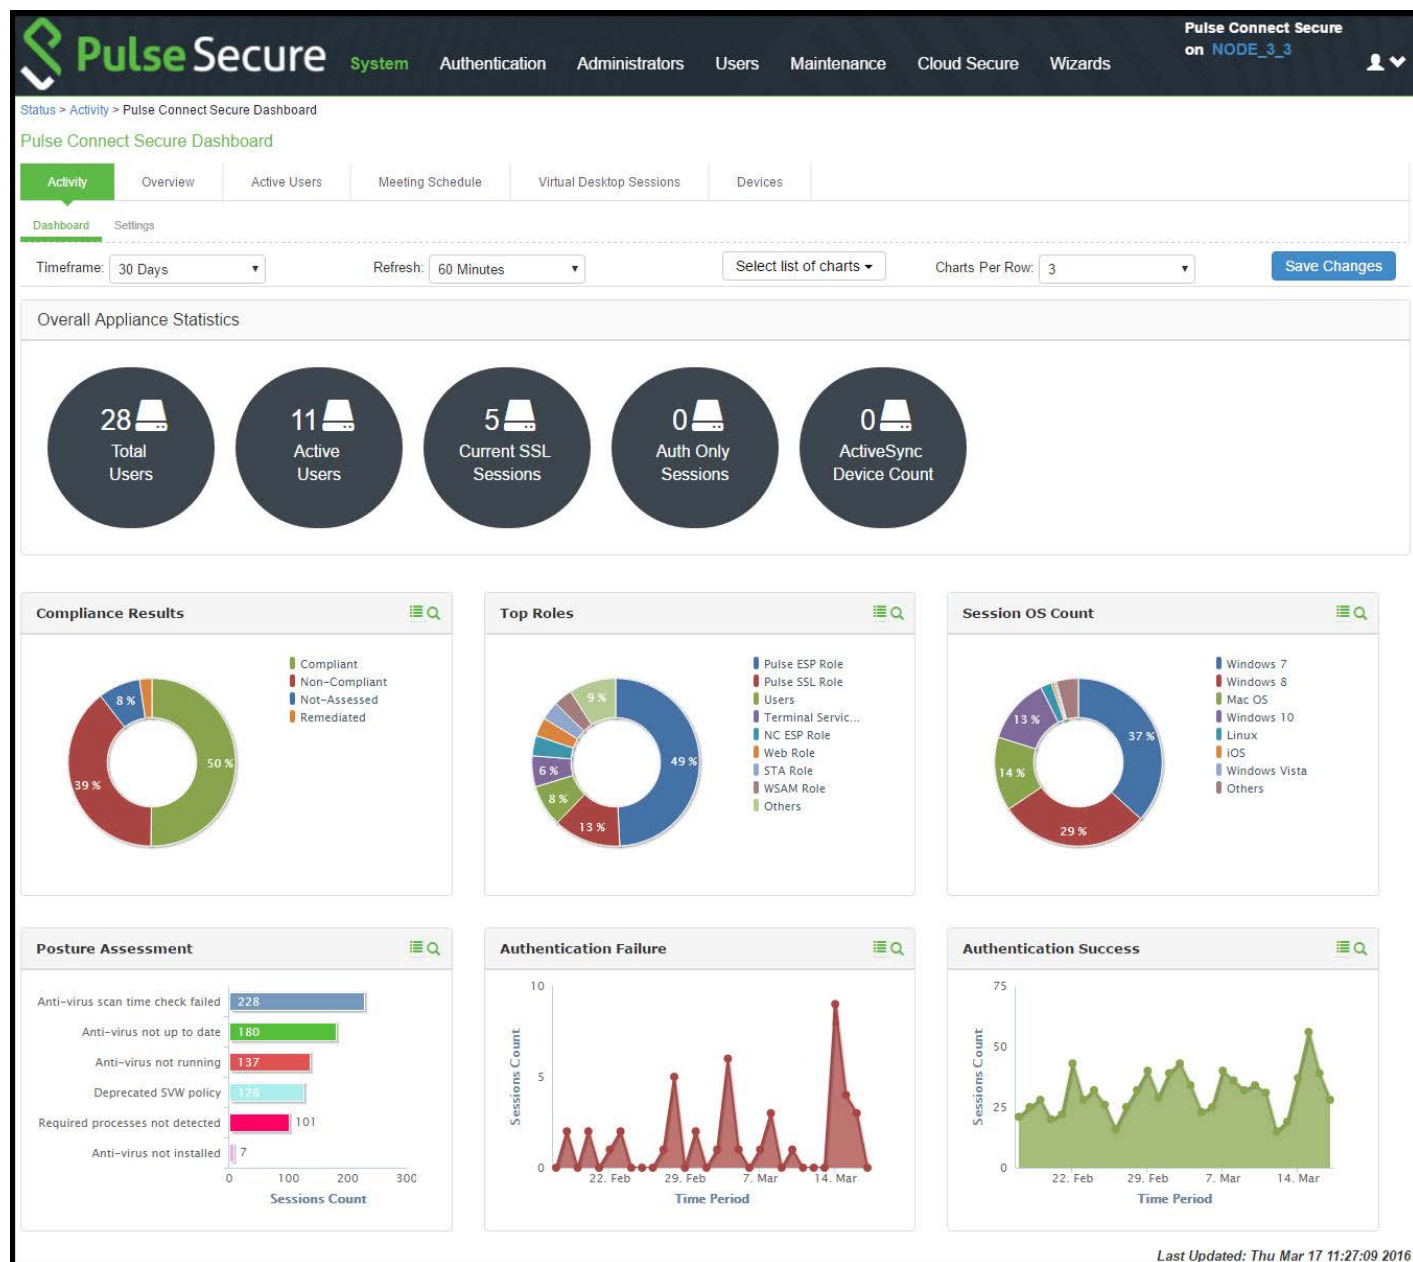 Pulse Secure
System Authentication Administrators Users Maintenance Cloud Secure Wizards
Pulse Connect Secure
on NODE_3_3
Status > Activity > Pulse Connect Secure Dashboard
Pulse Connect Secure Dashboard
Activity Overview Active Users Meeting Schedule Virtual Desktop Sessions Devices
Dashboard Settings
Timeframe: 30 Days Refresh: 60 Minutes Select list of charts Charts Per Row: 3 Save Changes
Overall Appliance Statistics
28
Total
Users
11
Active
Users
5
Current SSL
Sessions
0
Auth Only
Sessions
0
ActiveSync
Device Count
Compliance Results
Compliant
Non-Compliant
Not-Assessed
Remediated
8 %
50 %
39 %
Top Roles
Pulse ESP Role
Pulse SSL Role
Users
Terminal Servic...
NC ESP Role
Web Role
STA Role
WSAM Role
Others
9 %
49 %
6 %
8 %
13 %
Session OS Count
Windows 7
Windows 8
Mac OS
Windows 10
Linux
iOS
Windows Vista
Others
13 %
37 %
14 %
29 %
Posture Assessment
Anti-virus scan time check failed 228
Anti-virus not up to date 180
Anti-virus not running 137
Deprecated SVW policy 126
Required processes not detected 101
Anti-virus not installed 7
0 100 200 300
Sessions Count
Authentication Failure
10
5
0
Sessions Count
22. Feb 29. Feb 7. Mar 14. Mar
Time Period
Authentication Success
75
50
25
0
Sessions Count
22. Feb 29. Feb 7. Mar 14. Mar
Time Period
Last Updated: Thu Mar 17 11:27:09 2016